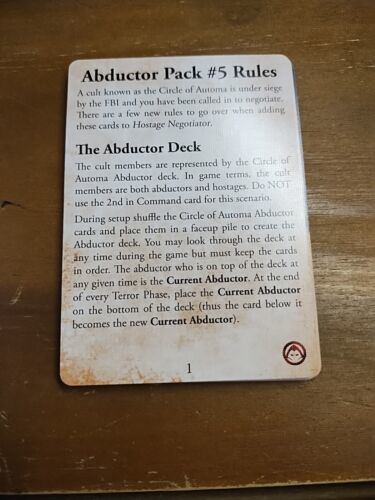 Abductor Pack #5 Rules
A cult known as the Circle of Automa is under siege
by the FBI and you have been called in to negotiate.
There are a few new rules to go over when adding
these cards to Hostage Negotiator.
The Abductor Deck
The cult members are represented by the Circle of
Automa Abductor deck. In game terms, the cult
members are both abductors and hostages. Do NOT
use the 2nd in Command card for this scenario.
During setup shuffle the Circle of Automa Abductor
cards and place them in a faceup pile to create the
Abductor deck. You may look through the deck at
any time during the game but must keep the cards
in order. The abductor who is on top of the deck at
any given time is the Current Abductor. At the end
of every Terror Phase, place the Current Abductor
on the bottom of the deck (thus the card below it
becomes the new Current Abductor).
1